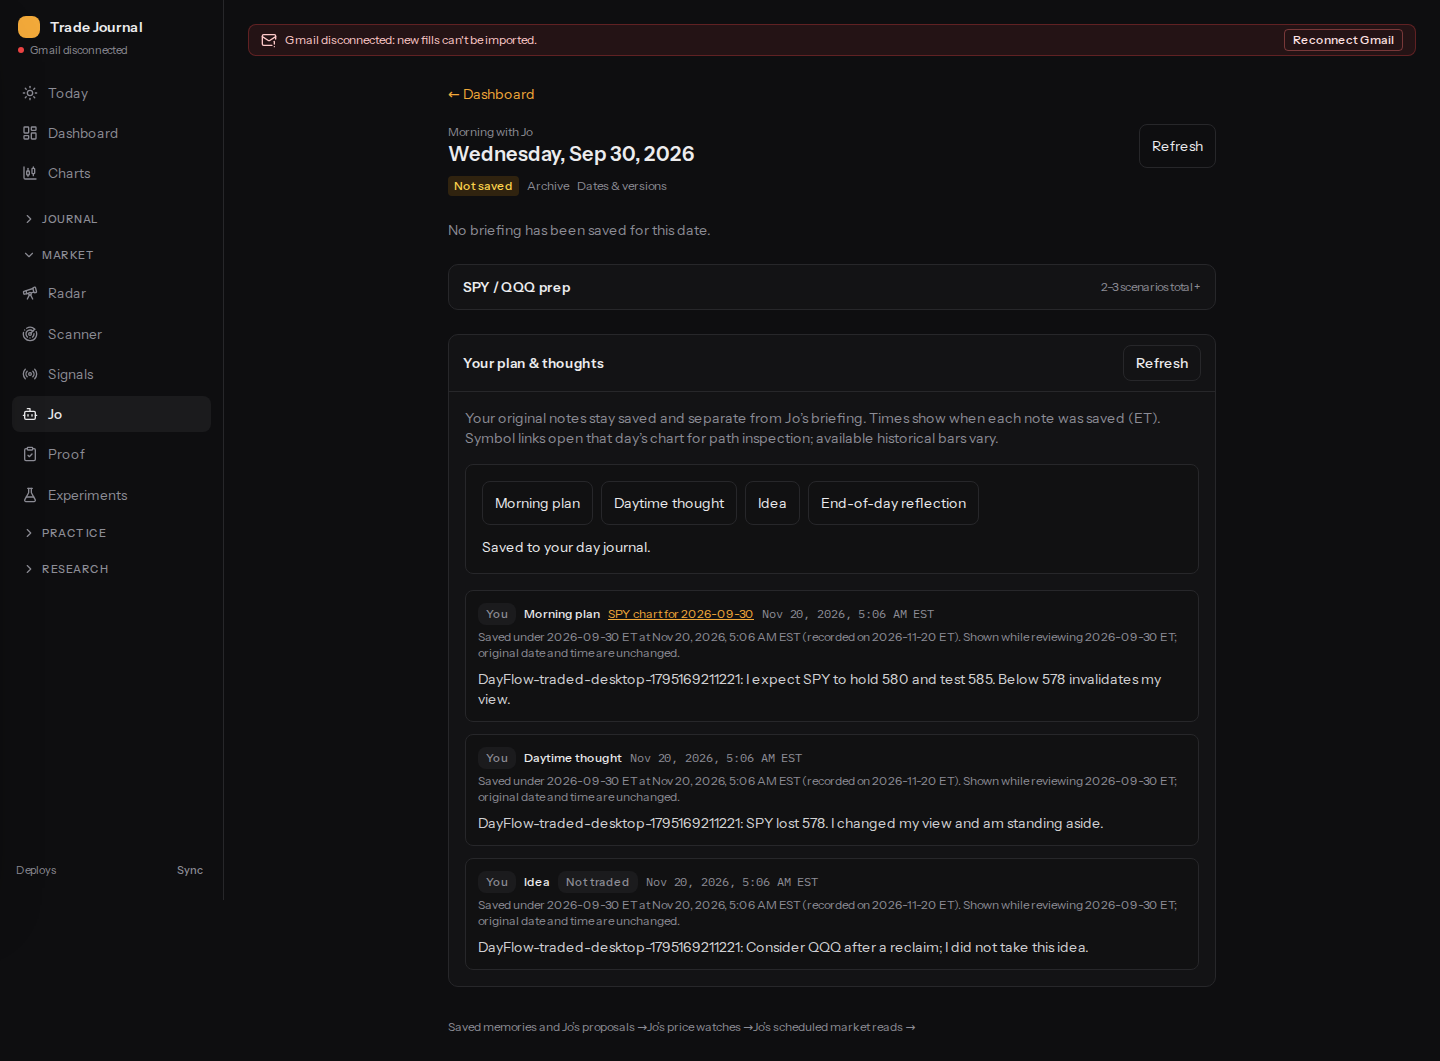 Trade Journal
Gmail disconnected
Today
Dashboard
Charts
JOURNAL
MARKET
Radar
Scanner
Signals
Jo
Proof
Experiments
PRACTICE
RESEARCH
Deploys
Sync
Gmail disconnected: new fills can't be imported.
Reconnect Gmail
← Dashboard
Morning with Jo
Wednesday, Sep 30, 2026
Refresh
Not saved Archive Dates & versions
No briefing has been saved for this date.
SPY / QQQ prep
2–3 scenarios total +
Your plan & thoughts
Refresh
Your original notes stay saved and separate from Jo's briefing. Times show when each note was saved (ET).
Symbol links open that day's chart for path inspection; available historical bars vary.
Morning plan
Daytime thought
Idea
End-of-day reflection
Saved to your day journal.
You Morning plan SPY chart for 2026-09-30 Nov 20, 2026, 5:06 AM EST
Saved under 2026-09-30 ET at Nov 20, 2026, 5:06 AM EST (recorded on 2026-11-20 ET). Shown while reviewing 2026-09-30 ET;
original date and time are unchanged.
DayFlow-traded-desktop-1795169211221: I expect SPY to hold 580 and test 585. Below 578 invalidates my
view.
You Daytime thought Nov 20, 2026, 5:06 AM EST
Saved under 2026-09-30 ET at Nov 20, 2026, 5:06 AM EST (recorded on 2026-11-20 ET). Shown while reviewing 2026-09-30 ET;
original date and time are unchanged.
DayFlow-traded-desktop-1795169211221: SPY lost 578. I changed my view and am standing aside.
You Idea Not traded Nov 20, 2026, 5:06 AM EST
Saved under 2026-09-30 ET at Nov 20, 2026, 5:06 AM EST (recorded on 2026-11-20 ET). Shown while reviewing 2026-09-30 ET;
original date and time are unchanged.
DayFlow-traded-desktop-1795169211221: Consider QQQ after a reclaim; I did not take this idea.
Saved memories and Jo's proposals →Jo's price watches →Jo's scheduled market reads →